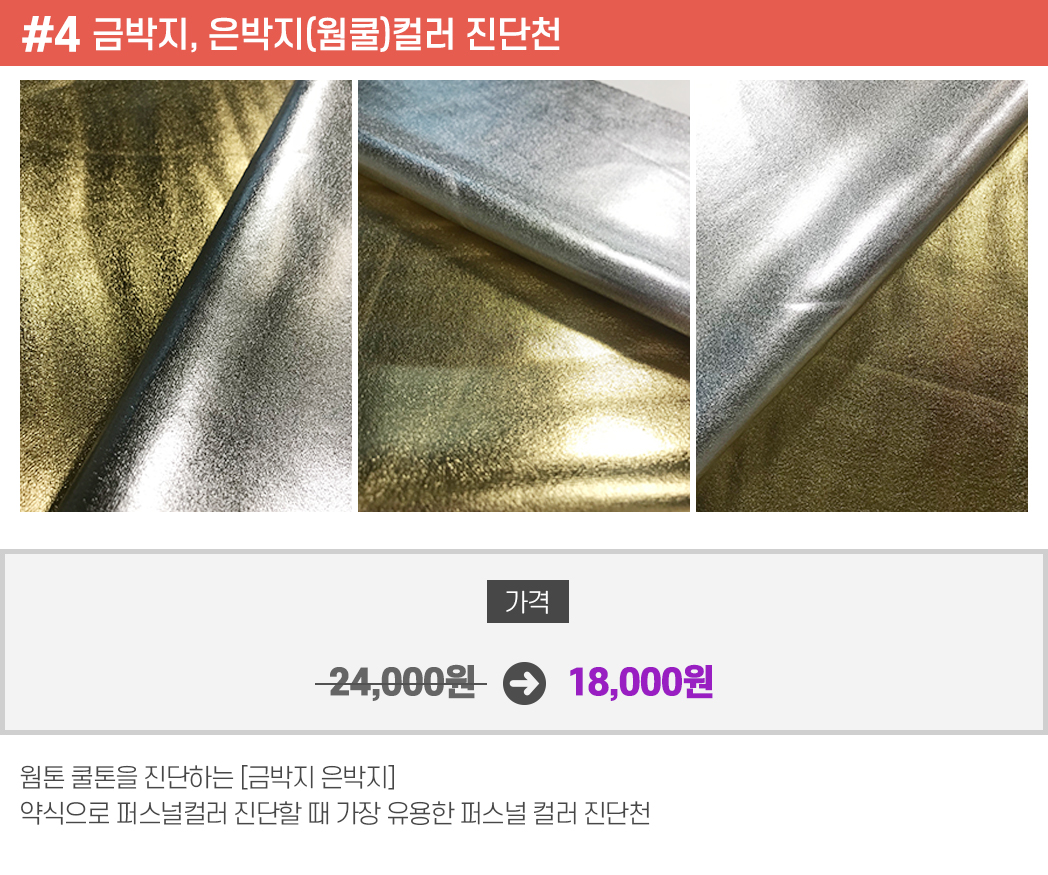 #4 금박지, 은박지(웜쿨)컬러 진단천
가격
24,000원 18,000원
웜톤 쿨톤을 진단하는 [금박지 은박지]
약식으로 퍼스널컬러 진단할 때 가장 유용한 퍼스널 컬러 진단천